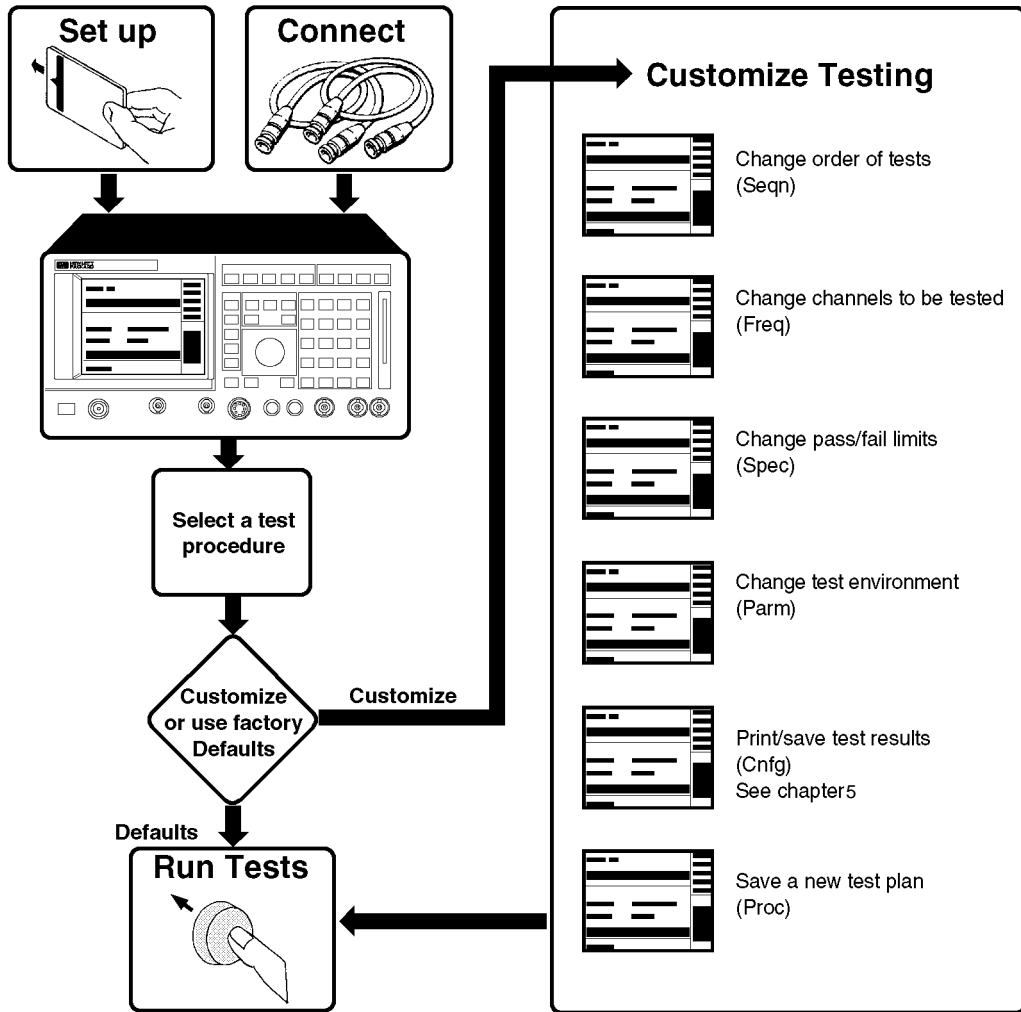 Set up
Connect
Select a test
procedure
Customize
or use factory
Defaults
Customize
Defaults
Run Tests
Customize Testing
Change order of tests
(Seqn)
Change channels to be tested
(Freq)
Change pass/fail limits
(Spec)
Change test environment
(Parm)
Print/save test results
(Cnfg)
See chapter5
Save a new test plan
(Proc)